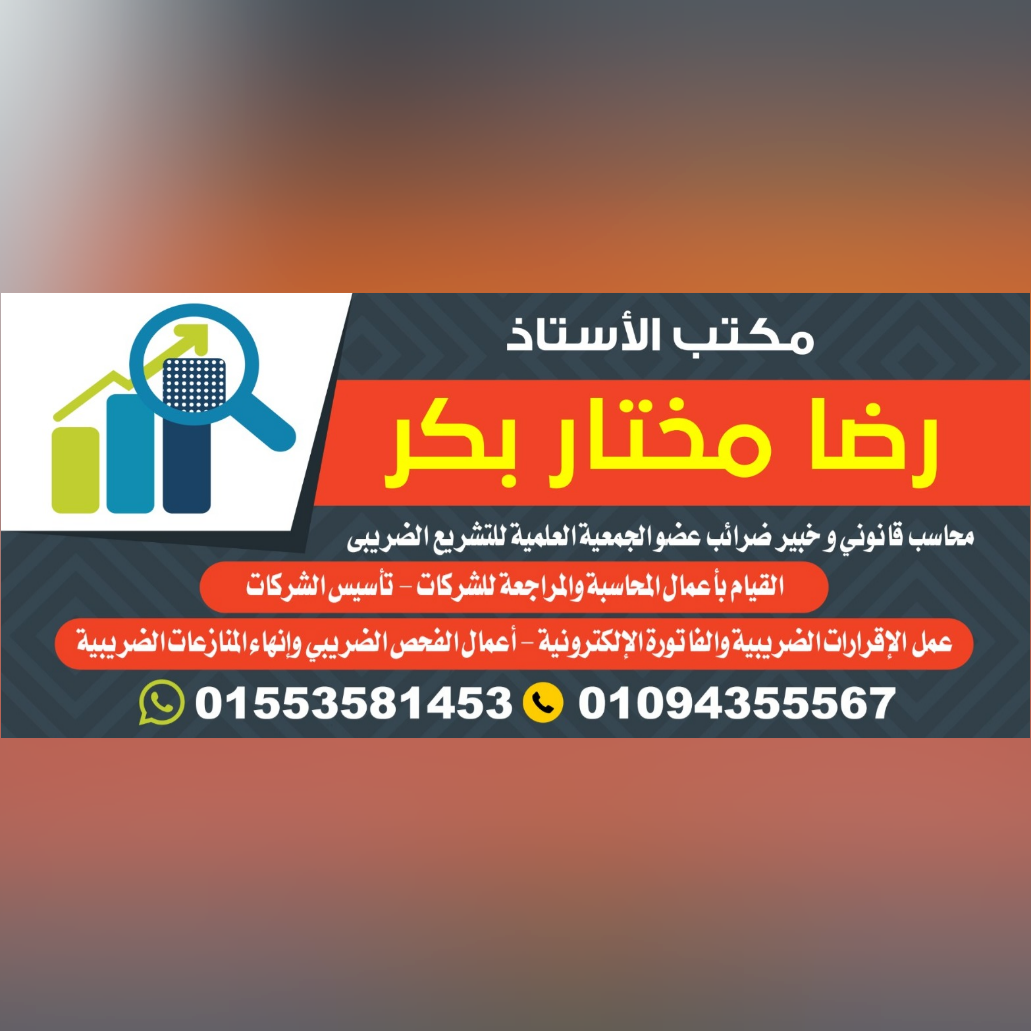 مكتب الأستاذ
رضا مختار بكر
محاسب قانوني و خبير ضرائب عضو الجمعية العلمية للتشريع الضريبى
القيام بأعمال المحاسبة والمراجعة للشركات - تأسيس الشركات
عمل الإقرارات الضريبية والفاتورة الإلكترونية - أعمال الفحص الضريبي وإنهاء المنازعات الضريبية
01553581453 01094355567